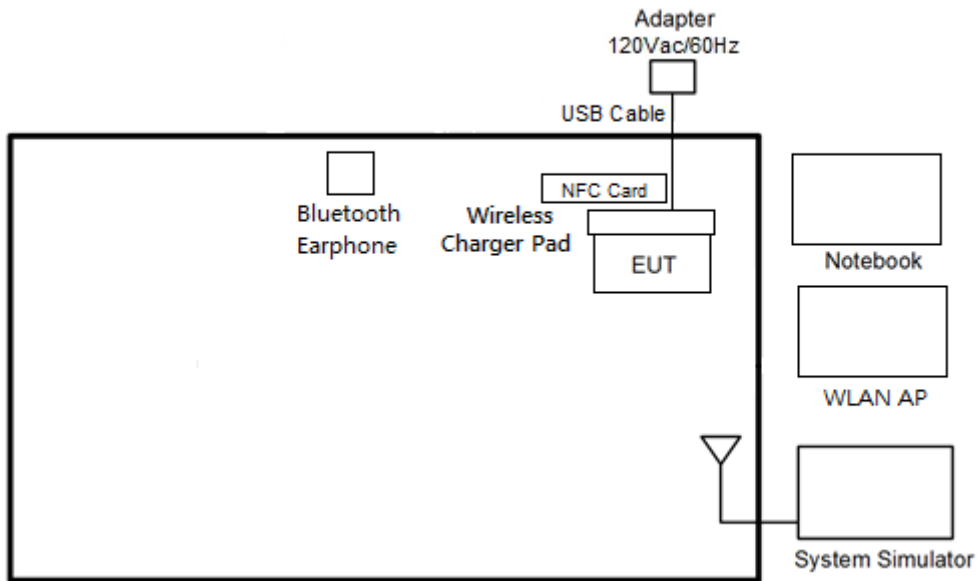 Adapter
120Vac/60Hz
USB Cable
NFC Card
Bluetooth
Earphone
Wireless
Charger Pad
EUT
Notebook
WLAN AP
System Simulator